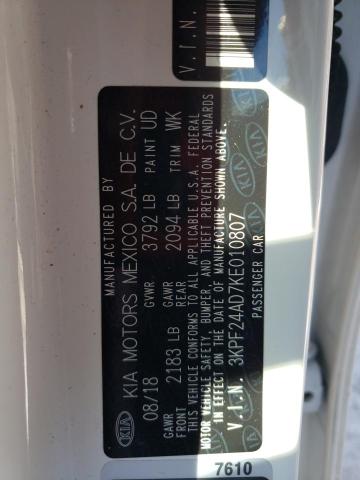 MANUFACTURED BY
KIA KIA MOTORS MEXICO S.A. DE C.V.
08/18 GVWR 3792 LB PAINT UD
GAWR FRONT 2183 LB GAWR REAR 2094 LB TRIM WK
THIS VEHICLE CONFORMS TO ALL APPLICABLE U.S.A. FEDERAL
MOTOR VEHICLE SAFETY, BUMPER, AND THEFT PREVENTION STANDARDS
IN EFFECT ON THE DATE OF MANUFACTURE SHOWN ABOVE.
V.I.N. 3KPF24AD7KE010807
PASSENGER CAR
7610
V.I.N.